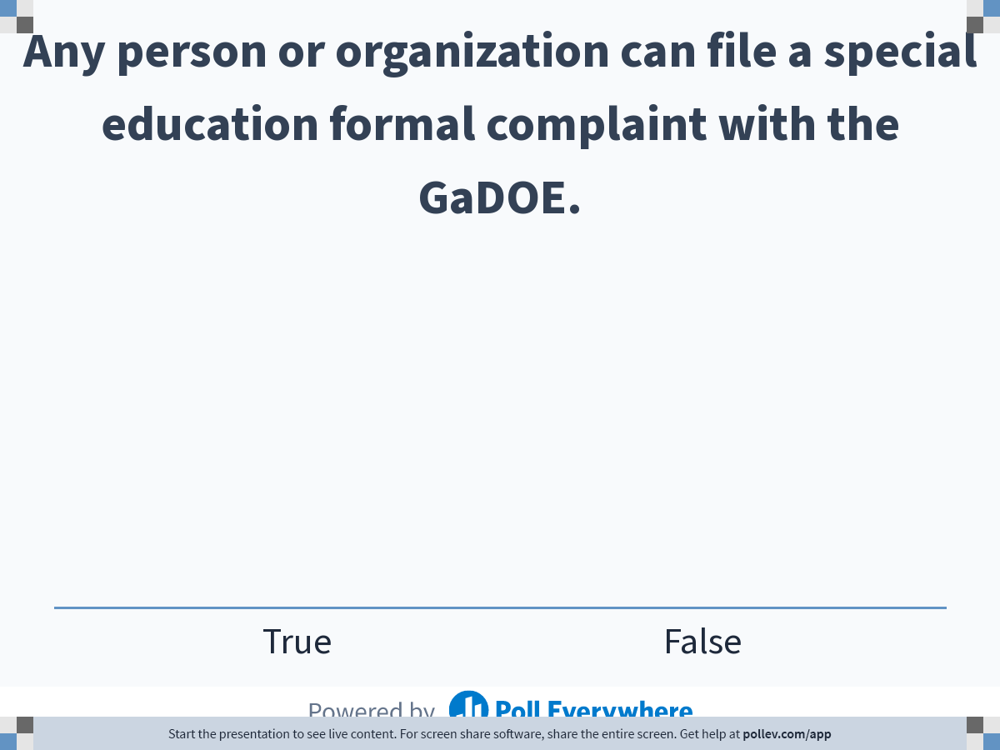 Any person or organization can file a special
education formal complaint with the
GaDOE.
True False
Powered by Poll Everywhere
Start the presentation to see live content. For screen share software, share the entire screen. Get help at pollev.com/app